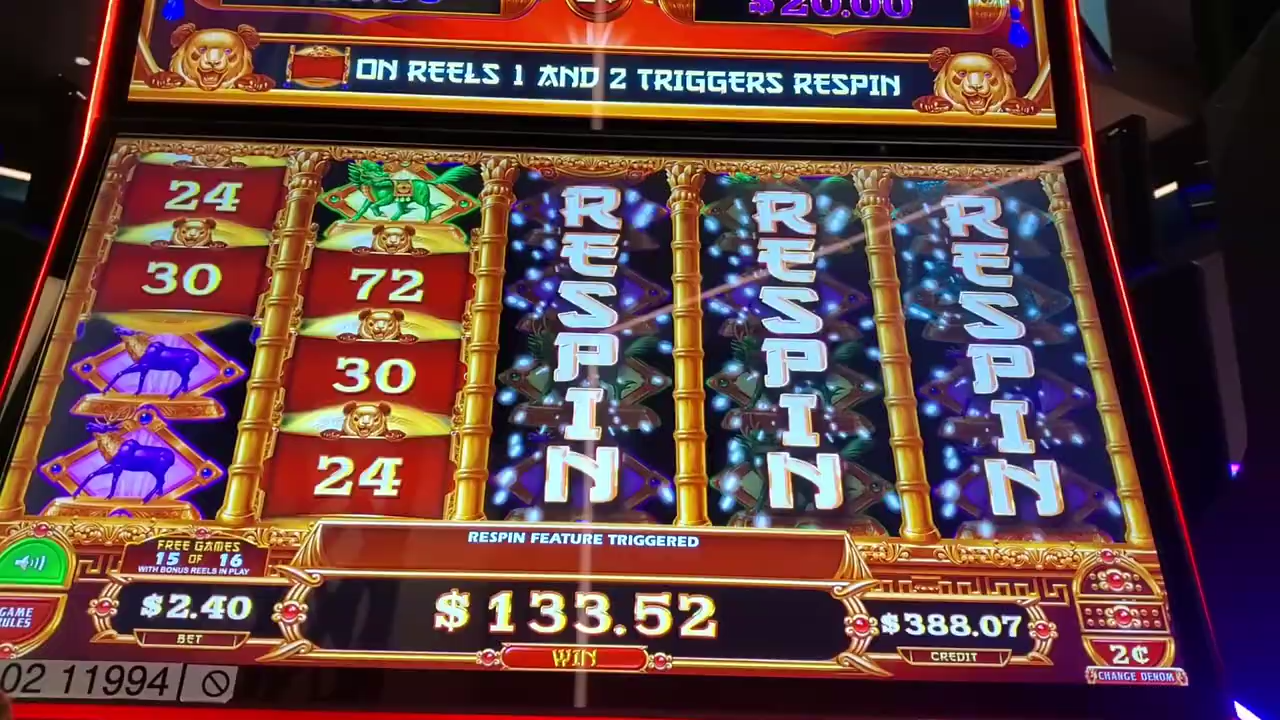 $20.00
ON REELS 1 AND 2 TRIGGERS RESPIN
24
30
72
30
24
RESPIN
RESPIN
RESPIN
RESPIN FEATURE TRIGGERED
FREE GAMES
15 OF 16
WITH BONUS REELS IN PLAY
$2.40
BET
$133.52
WIN
$388.07
CREDIT
2¢
CHANGE DENOM
GAME
RULES
02 11994